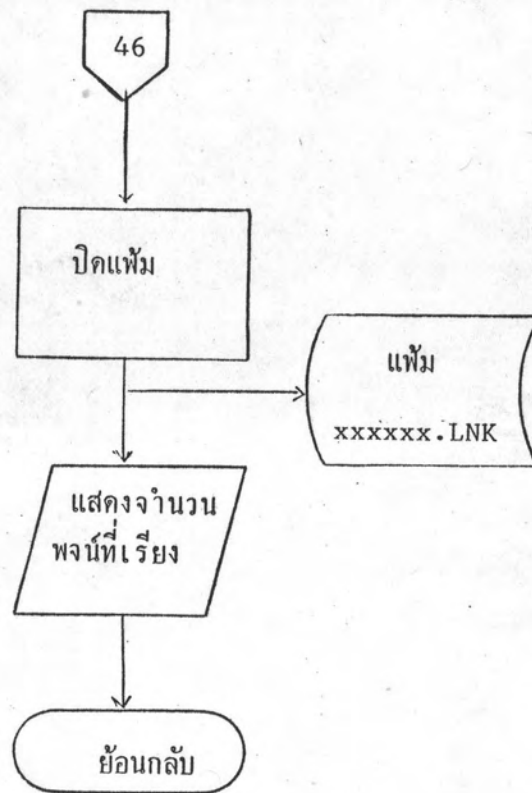 46
ปิดแฟ้ม
แฟ้ม
xxxxxx.LNK
แสดงจำนวน
พจน์ที่เรียง
ย้อนกลับ